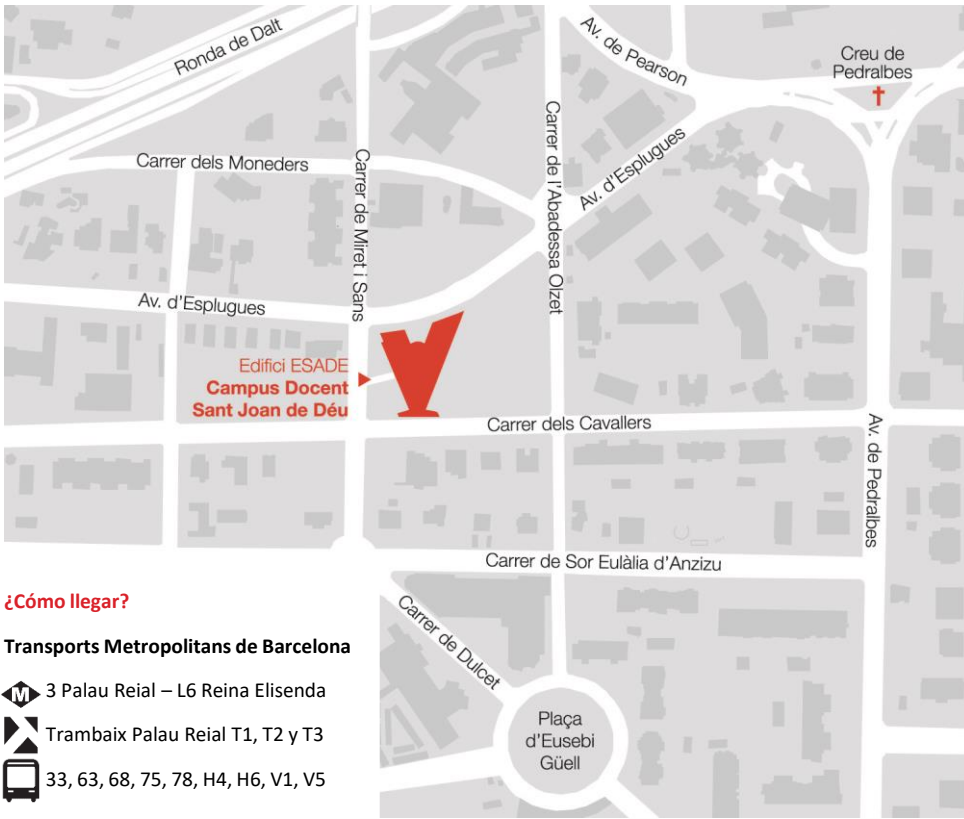 Ronda de Dalt
Av. de Pearson
Creu de
Pedralbes
Carrer dels Moneders
Carrer de Miret i Sans
Carrer de l'Abadessa Olzet
Av. d'Esplugues
Av. d'Esplugues
Edifici ESADE
Campus Docent
Sant Joan de Déu
Carrer dels Cavallers
Av. de Pedralbes
Carrer de Sor Eulàlia d'Anzizu
Carrer de Dulcet
Plaça
d'Eusebi
Güell
¿Cómo llegar?
Transports Metropolitans de Barcelona
M 3 Palau Reial – L6 Reina Elisenda
Trambaix Palau Reial T1, T2 y T3
33, 63, 68, 75, 78, H4, H6, V1, V5